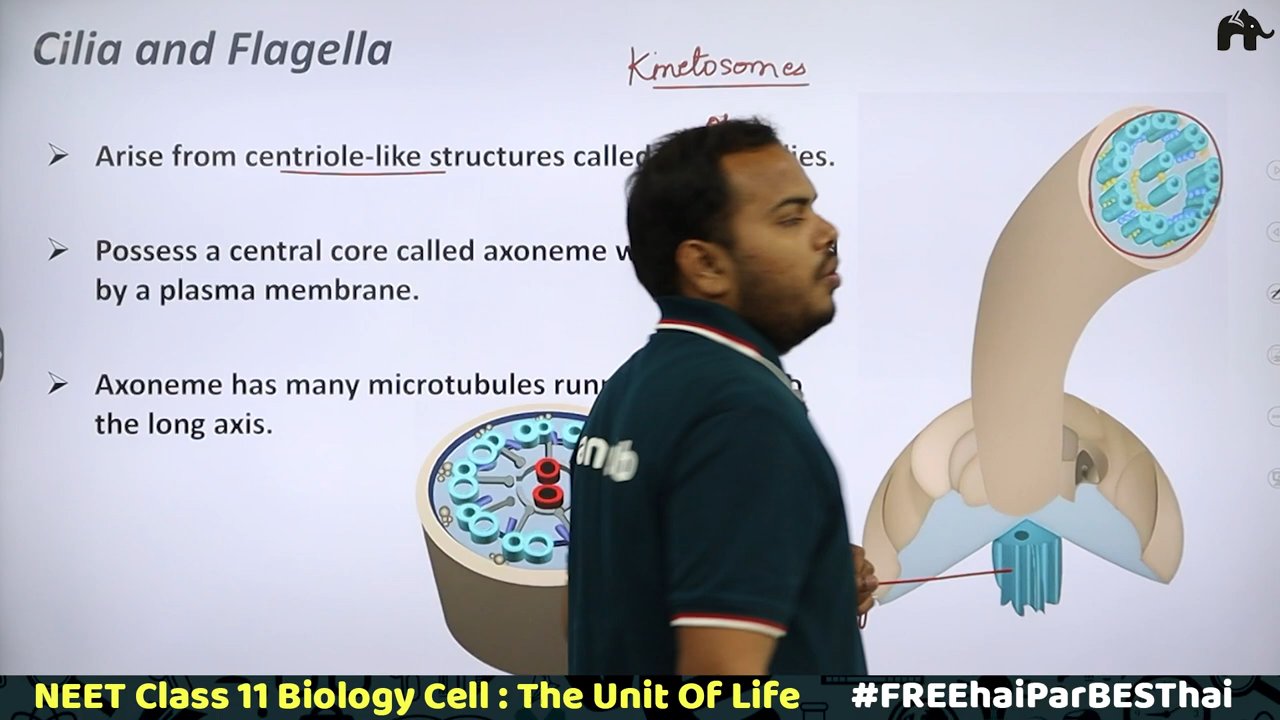 Cilia and Flagella
Kinetosomes
➤ Arise from centriole-like structures called ies.
➤ Possess a central core called axoneme
by a plasma membrane.
➤ Axoneme has many microtubules
the long axis.
NEET Class 11 Biology Cell : The Unit Of Life
#FREEhaiParBESThai